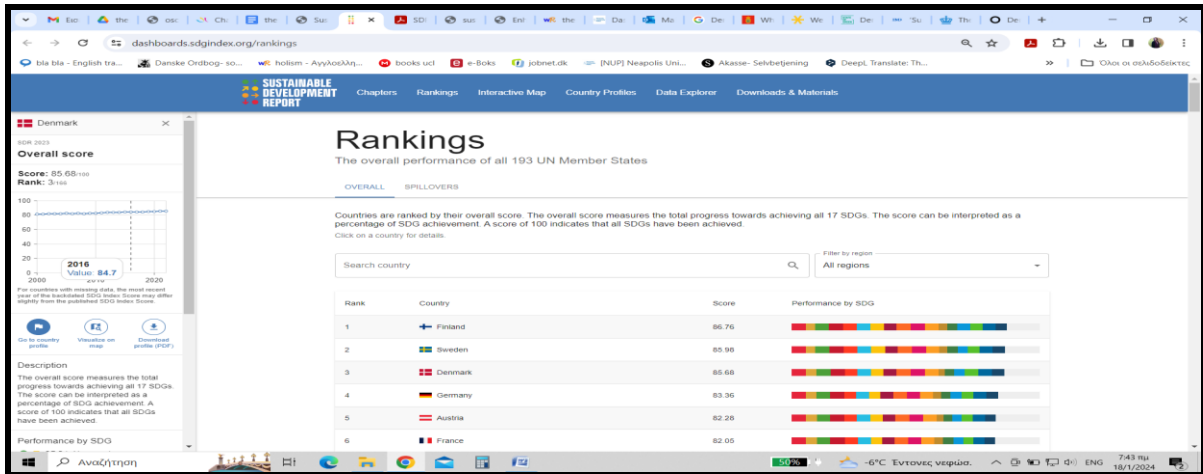 dashboards.sdgindex.org/rankings
bla bla - English tra...
Danske Ordbog- so...
holism - Αγγλοελλη...
books ucl
e-Boks
jobnet.dk
[NUP] Neapolis Uni...
Akasse- Selvbetjening
DeepL Translate: Th...
»
Όλοι οι σελιδοδείκτες
SUSTAINABLE
DEVELOPMENT
REPORT
Chapters Rankings Interactive Map Country Profiles Data Explorer Downloads & Materials
Denmark
SDR 2023
Overall score
Score: 85.68/100
Rank: 3/166
100
80
60
40
20
0
2000
2020
2016
Value: 84.7
For countries with missing data, the most recent
year of the backdated SDG Index Score may differ
slightly from the published SDG Index Score.
Go to country
profile
Visualize on
map
Download
profile (PDF)
Description
The overall score measures the total
progress towards achieving all 17 SDGs.
The score can be interpreted as a
percentage of SDG achievement. A
score of 100 indicates that all SDGs
have been achieved.
Performance by SDG
Rankings
The overall performance of all 193 UN Member States
OVERALL SPILLOVERS
Countries are ranked by their overall score. The overall score measures the total progress towards achieving all 17 SDGs. The score can be interpreted as a
percentage of SDG achievement. A score of 100 indicates that all SDGs have been achieved.
Click on a country for details.
Search country
Filter by region
All regions
Rank Country Score Performance by SDG
1 Finland 86.76
2 Sweden 85.98
3 Denmark 85.68
4 Germany 83.36
5 Austria 82.28
6 France 82.05
Αναζήτηση
50%
-6°C Έντονες νεφώσ.
ENG
7:43 πμ
18/1/2024